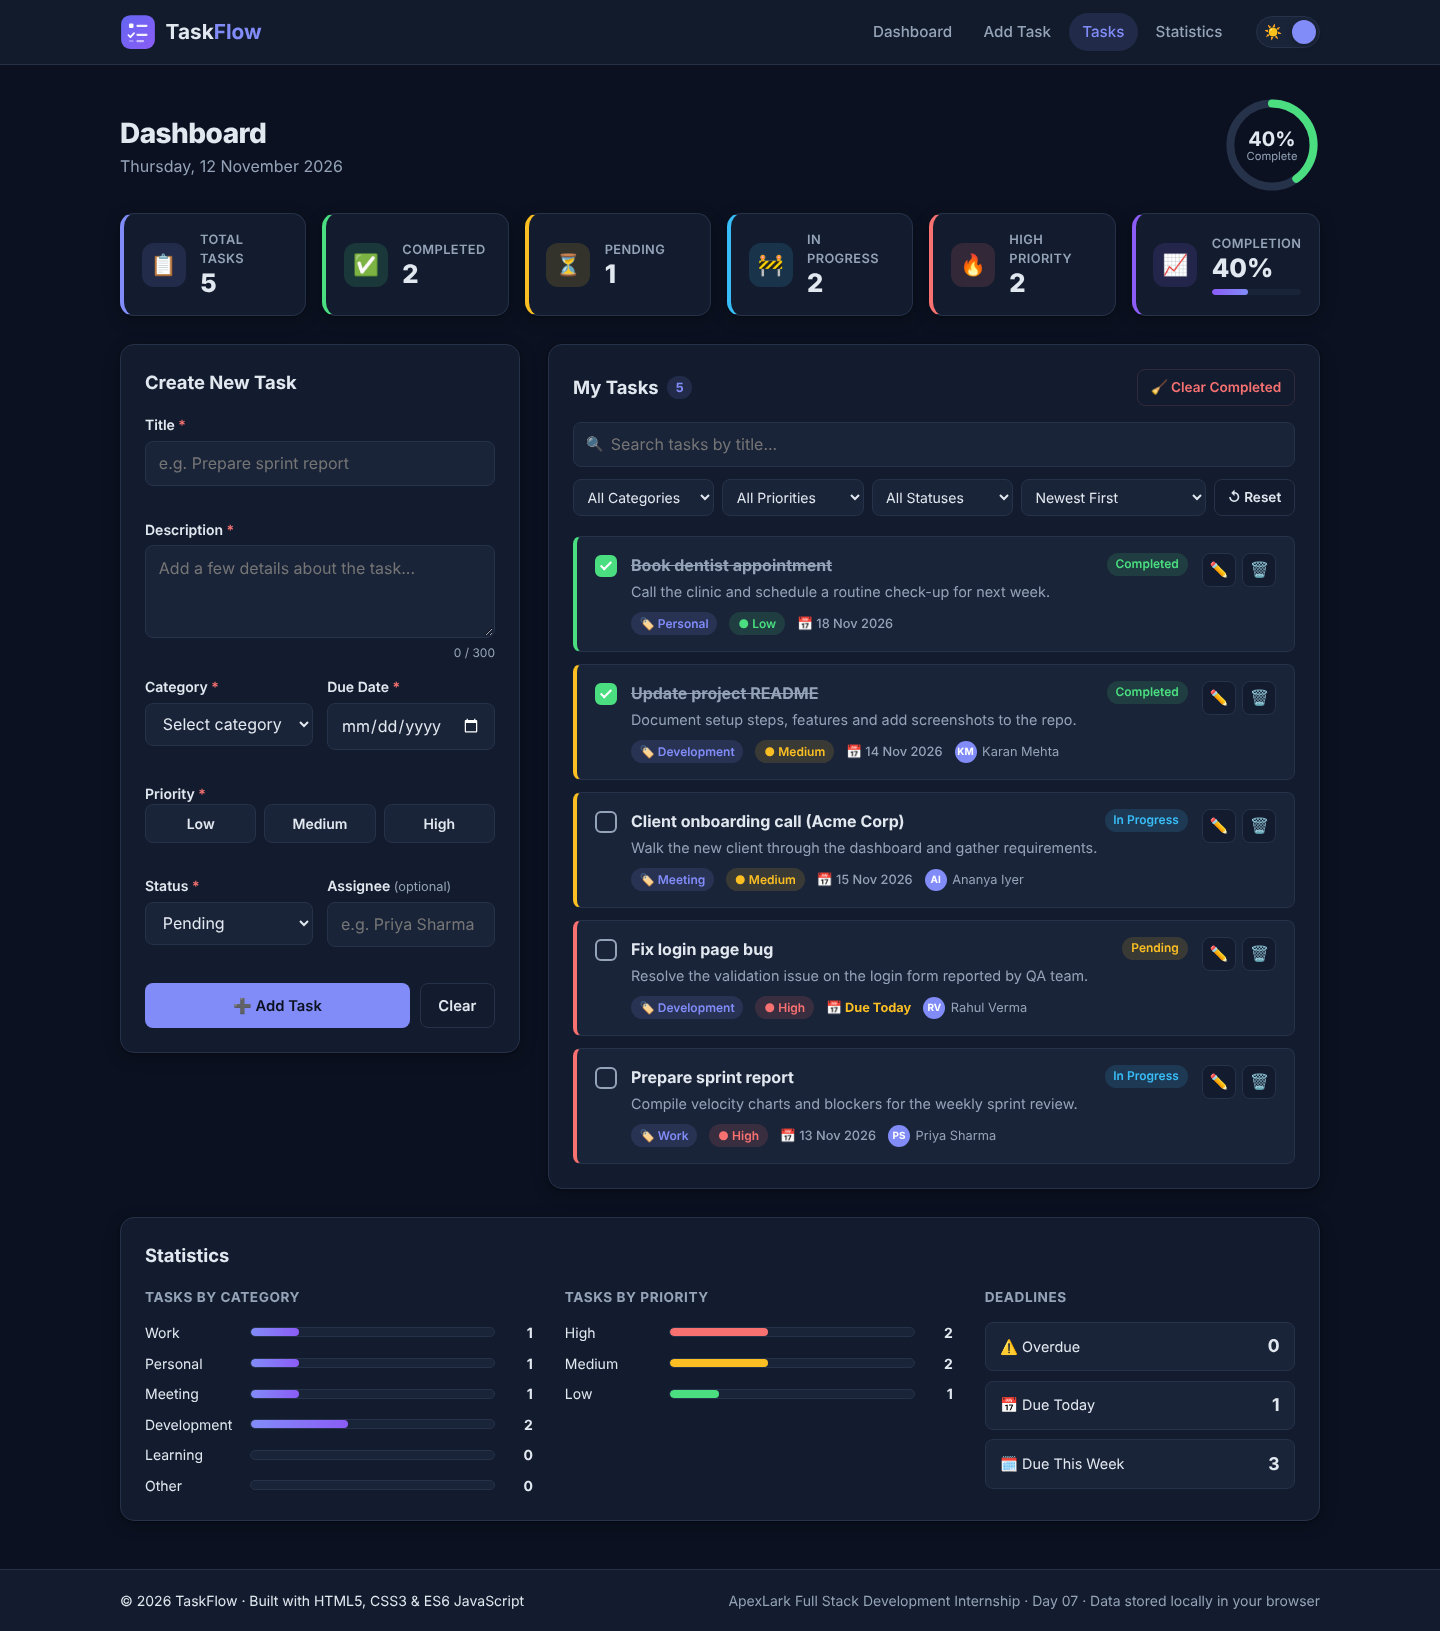 TaskFlow
Dashboard
Add Task
Tasks
Statistics
Dashboard
Thursday, 12 November 2026
40%
Complete
TOTAL
TASKS
5
COMPLETED
2
PENDING
1
IN
PROGRESS
2
HIGH
PRIORITY
2
COMPLETION
40%
Create New Task
Title *
e.g. Prepare sprint report
Description *
Add a few details about the task...
0 / 300
Category *
Due Date *
Select category
mm/dd/yyyy
Priority *
Low
Medium
High
Status *
Assignee (optional)
Pending
e.g. Priya Sharma
Add Task
Clear
My Tasks 5
Clear Completed
Search tasks by title...
All Categories
All Priorities
All Statuses
Newest First
Reset
Book dentist appointment
Completed
Call the clinic and schedule a routine check-up for next week.
Personal
Low
18 Nov 2026
Update project README
Completed
Document setup steps, features and add screenshots to the repo.
Development
Medium
14 Nov 2026
KM Karan Mehta
Client onboarding call (Acme Corp)
In Progress
Walk the new client through the dashboard and gather requirements.
Meeting
Medium
15 Nov 2026
AI Ananya Iyer
Fix login page bug
Pending
Resolve the validation issue on the login form reported by QA team.
Development
High
Due Today
RV Rahul Verma
Prepare sprint report
In Progress
Compile velocity charts and blockers for the weekly sprint review.
Work
High
13 Nov 2026
PS Priya Sharma
Statistics
TASKS BY CATEGORY
Work 1
Personal 1
Meeting 1
Development 2
Learning 0
Other 0
TASKS BY PRIORITY
High 2
Medium 2
Low 1
DEADLINES
Overdue 0
Due Today 1
Due This Week 3
© 2026 TaskFlow · Built with HTML5, CSS3 & ES6 JavaScript
ApexLark Full Stack Development Internship · Day 07 · Data stored locally in your browser